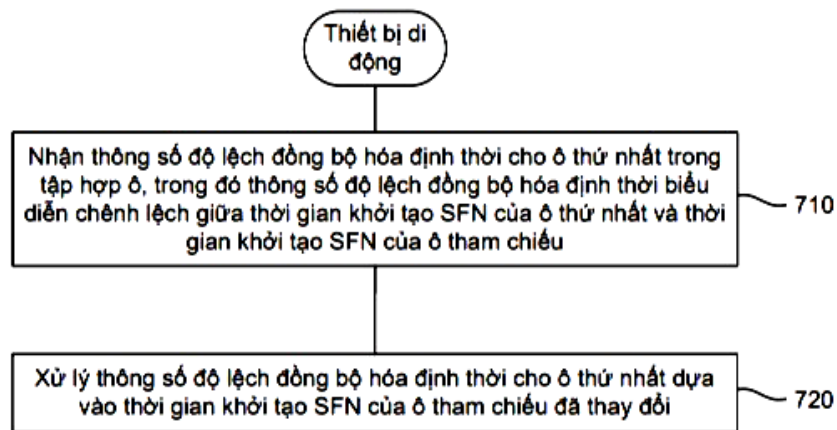 Thiết bị di
động
Nhận thông số độ lệch đồng bộ hóa định thời cho ô thứ nhất trong
tập hợp ô, trong đó thông số độ lệch đồng bộ hóa định thời biểu
diễn chênh lệch giữa thời gian khởi tạo SFN của ô thứ nhất và thời
gian khởi tạo SFN của ô tham chiếu
710
Xử lý thông số độ lệch đồng bộ hóa định thời cho ô thứ nhất dựa
vào thời gian khởi tạo SFN của ô tham chiếu đã thay đổi
720